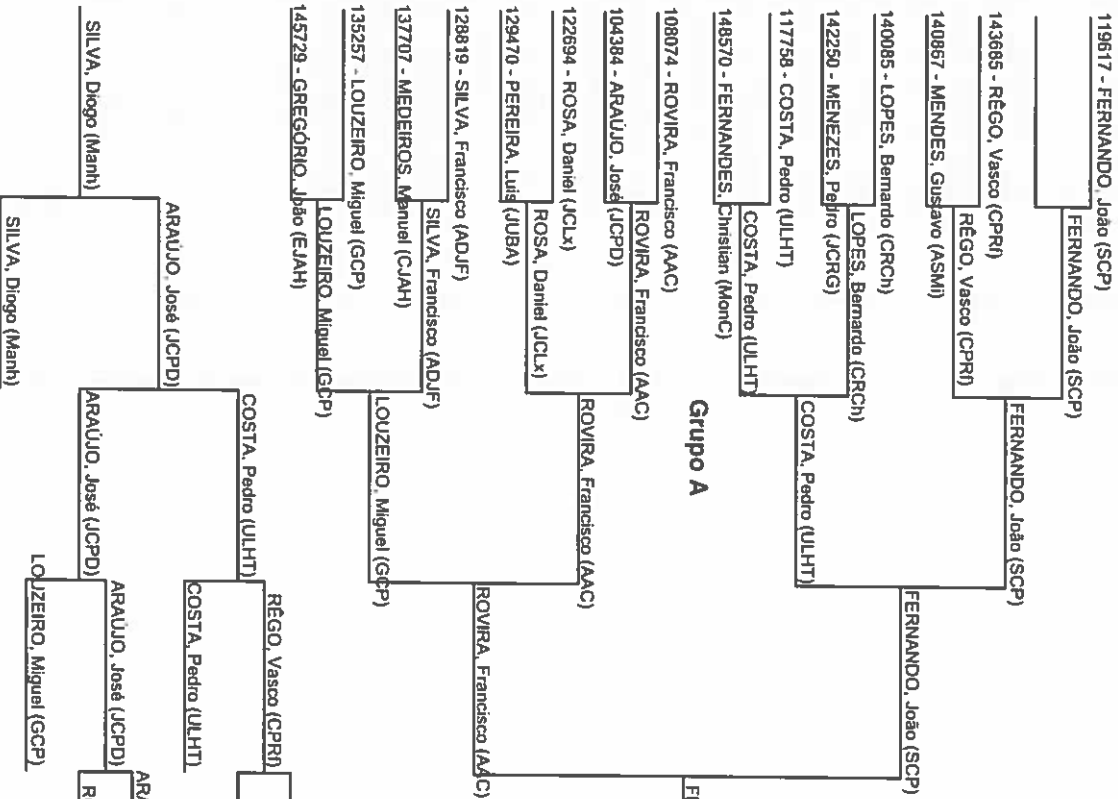 119617 - FERNANDO, João (SCP)
FERNANDO, João (SCP)
143685 - RÊGO, Vasco (CPRf)
RÊGO, Vasco (CPRf)
140867 - MENDES, Gustavo (ASMi)
FERNANDO, João (SCP)
140085 - LOPES, Bernardo (CRCh)
LOPES, Bernardo (CRCh)
142250 - MENEZES, Pedro (JCRG)
COSTA, Pedro (ULHT)
117758 - COSTA, Pedro (ULHT)
COSTA, Pedro (ULHT)
148570 - FERNANDES, Christian (MonC)
FERNANDO, João (SCP)
Grupo A
108074 - ROVIRA, Francisco (AAC)
ROVIRA, Francisco (AAC)
104384 - ARAÚJO, José (JCPD)
ROVIRA, Francisco (AAC)
122694 - ROSA, Daniel (JCLx)
ROSA, Daniel (JCLx)
129470 - PEREIRA, Luis (JUBA)
ROVIRA, Francisco (AAC)
128819 - SILVA, Francisco (ADJF)
SILVA, Francisco (ADJF)
137707 - MEDEIROS, Manuel (CJAH)
LOUZEIRO, Miguel (GCP)
135257 - LOUZEIRO, Miguel (GCP)
LOUZEIRO, Miguel (GCP)
145729 - GREGÓRIO, João (EJAH)
RÊGO, Vasco (CPRf)
COSTA, Pedro (ULHT)
COSTA, Pedro (ULHT)
ARAÚJO, José (JCPD)
SILVA, Diogo (Manh)
ARAÚJO, José (JCPD)
ARAÚJO, José (JCPD)
LOUZEIRO, Miguel (GCP)
SILVA, Diogo (Manh)